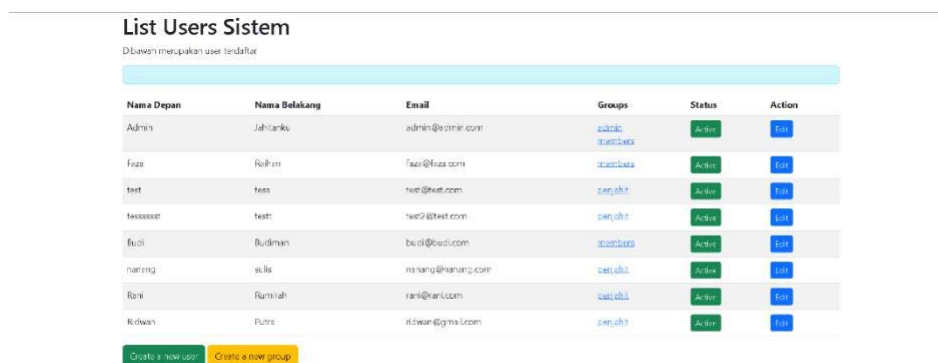 List Users Sistem
Dibawah merupakan user terdaftar
Nama Depan Nama Belakang Email Groups Status Action
Admin Jahitanku admin@admin.com admin Active Edit
members
Faza Raihan faza@faza.com members Active Edit
test tess test@test.com penjahit Active Edit
testt test2@test.com penjahit Active Edit
Budi Budiman budi@budi.com members Active Edit
nanang sulis nanang@nanang.com penjahit Active Edit
Rani Rumirah rani@rani.com penjahit Active Edit
Ridwan Putra ridwan@gmail.com penjahit Active Edit
Create a new user Create a new group